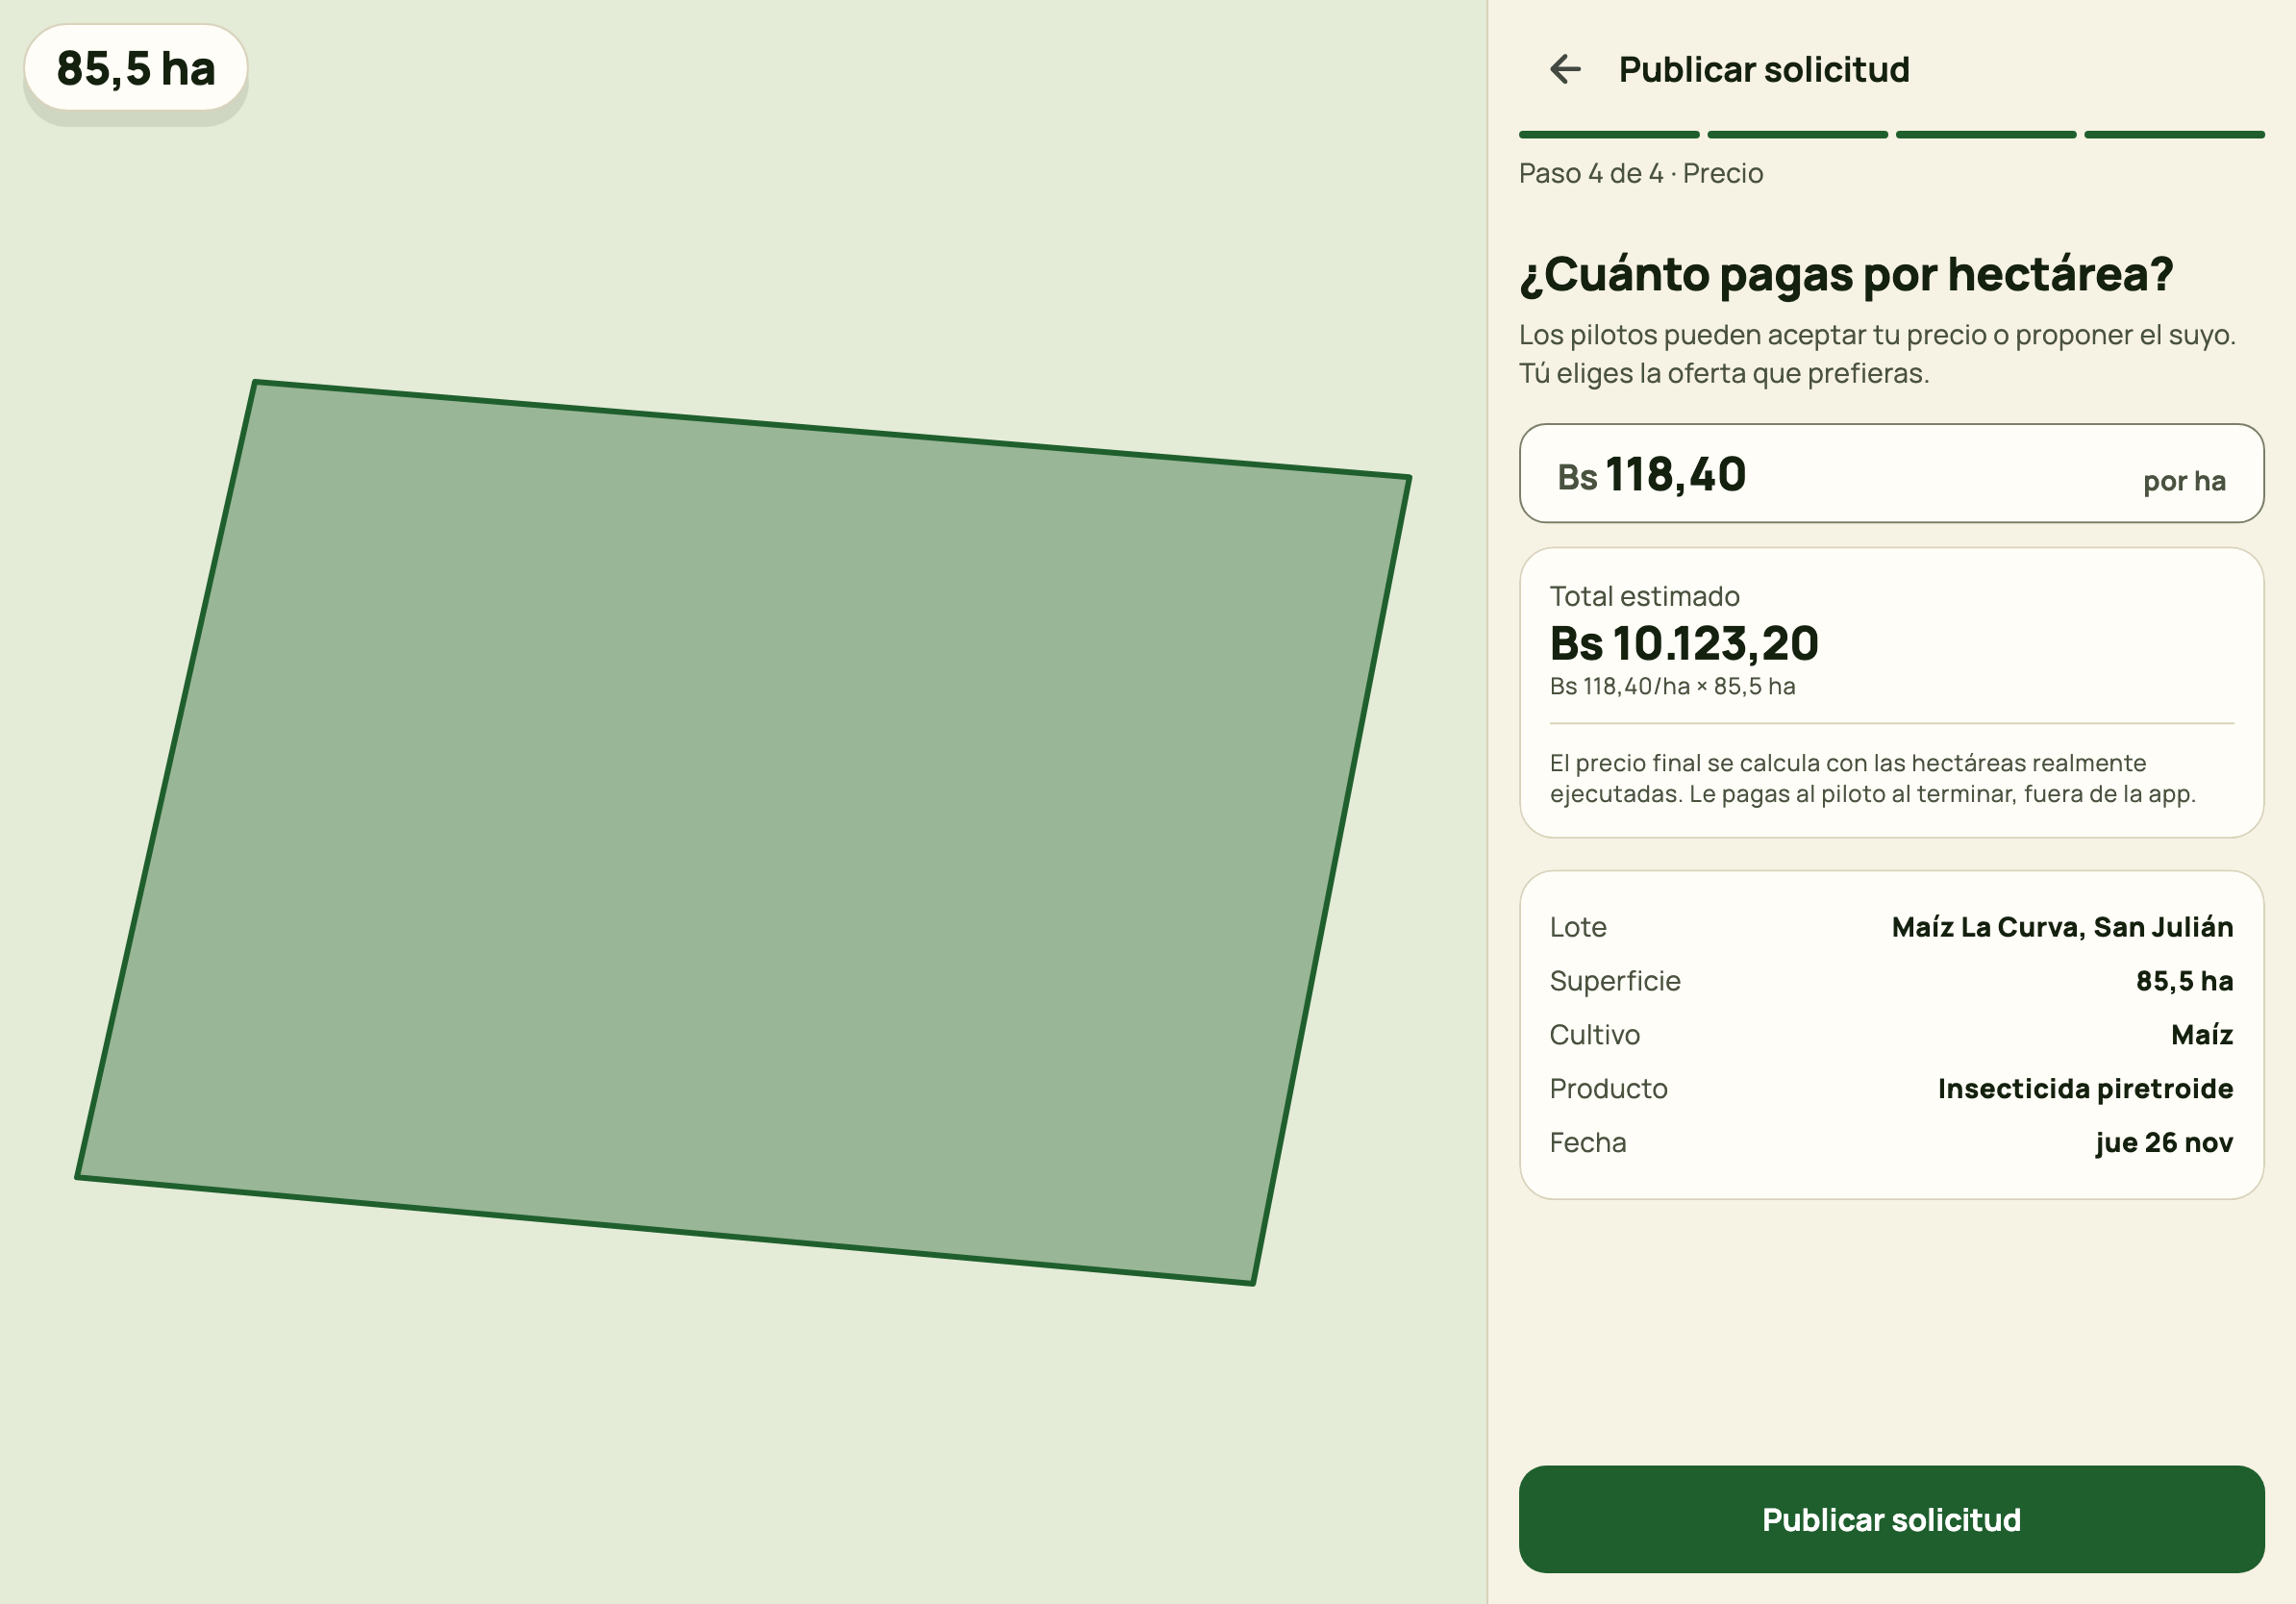 85,5 ha
Publicar solicitud
Paso 4 de 4 · Precio
¿Cuánto pagas por hectárea?
Los pilotos pueden aceptar tu precio o proponer el suyo.
Tú eliges la oferta que prefieras.
Bs 118,40 por ha
Total estimado
Bs 10.123,20
Bs 118,40/ha × 85,5 ha
El precio final se calcula con las hectáreas realmente
ejecutadas. Le pagas al piloto al terminar, fuera de la app.
Lote Maíz La Curva, San Julián
Superficie 85,5 ha
Cultivo Maíz
Producto Insecticida piretroide
Fecha jue 26 nov
Publicar solicitud